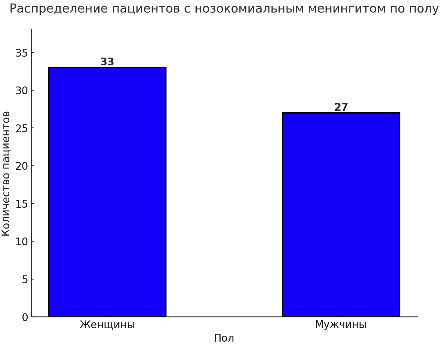 Распределение пациентов с нозокомиальным менингитом по полу
Количество пациентов
35
30
25
20
15
10
5
0
33
27
Женщины
Мужчины
Пол